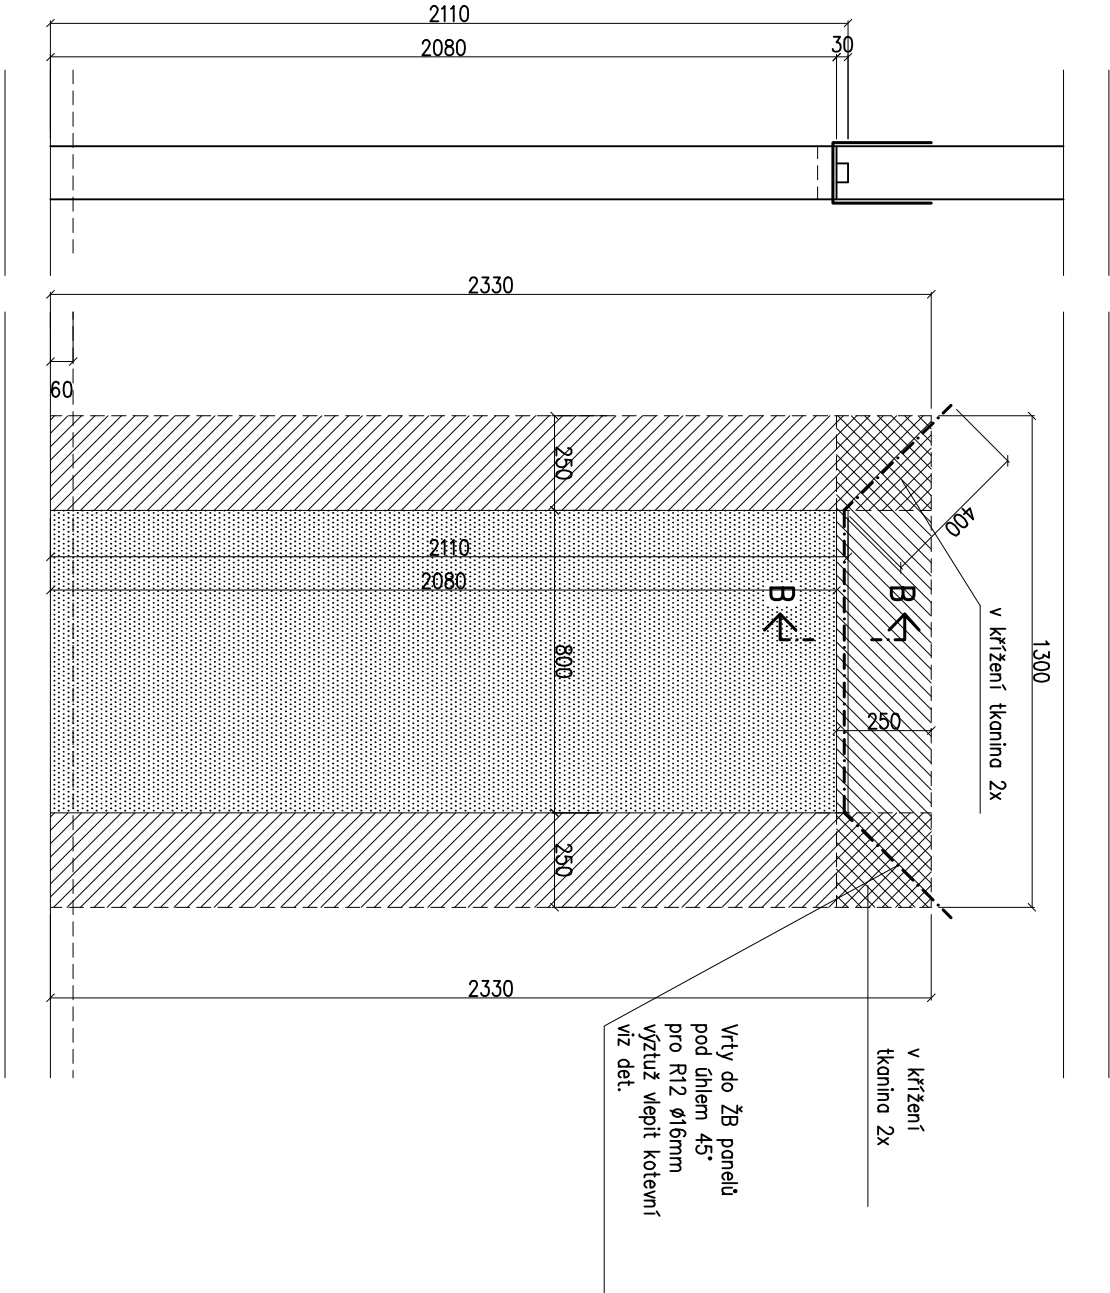 2110
2080
30
2330
60
250
400
2110
2080
B
B
v křížení tkanina 2x
1300
800
250
250
2330
v křížení
tkanina 2x
Vrty do ŽB panelů
pod úhlem 45°
pro R12 ø16mm
výztuž vlepit kotevní
viz det.